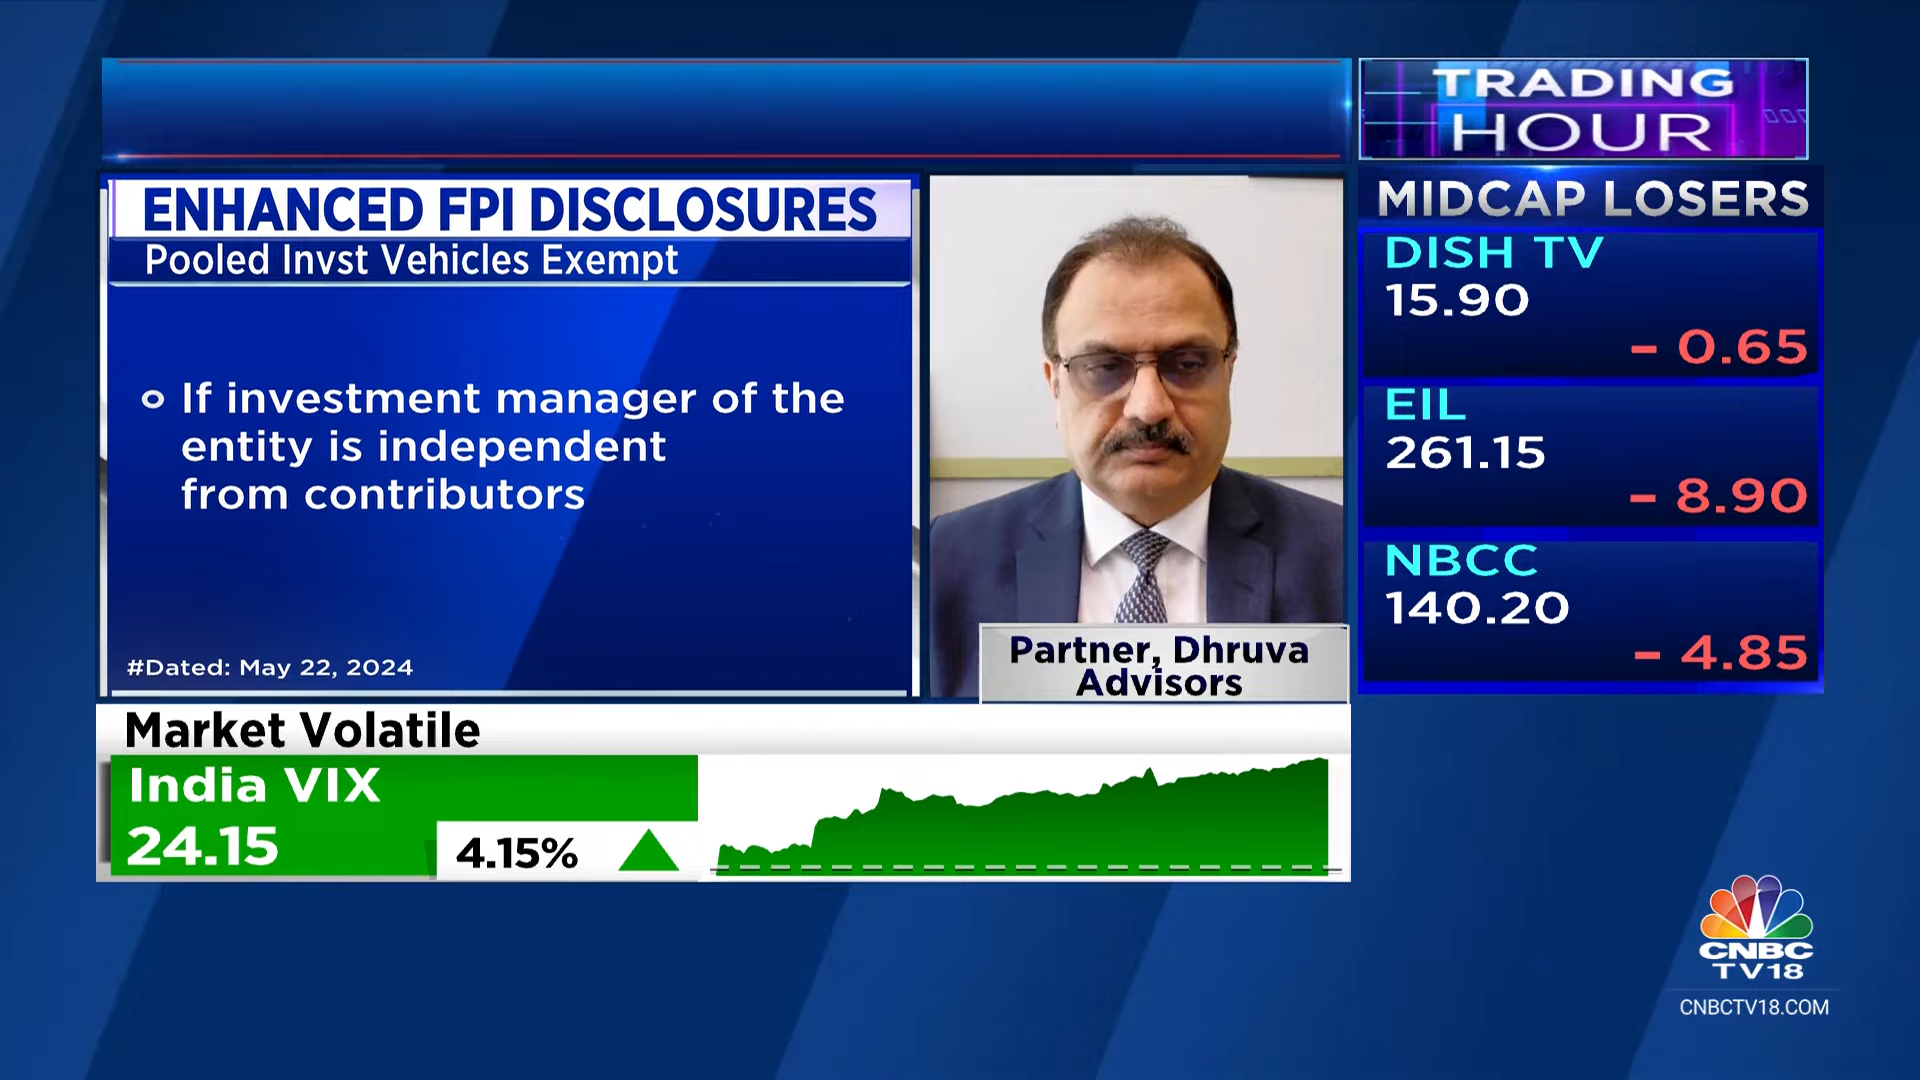 TRADING
HOUR
ENHANCED FPI DISCLOSURES
Pooled Invst Vehicles Exempt
o If investment manager of the
entity is independent
from contributors
#Dated: May 22, 2024
Partner, Dhruva
Advisors
MIDCAP LOSERS
DISH TV
15.90
- 0.65
EIL
261.15
- 8.90
NBCC
140.20
- 4.85
Market Volatile
India VIX
24.15
4.15%
CNBC
TV18
CNBCTV18.COM